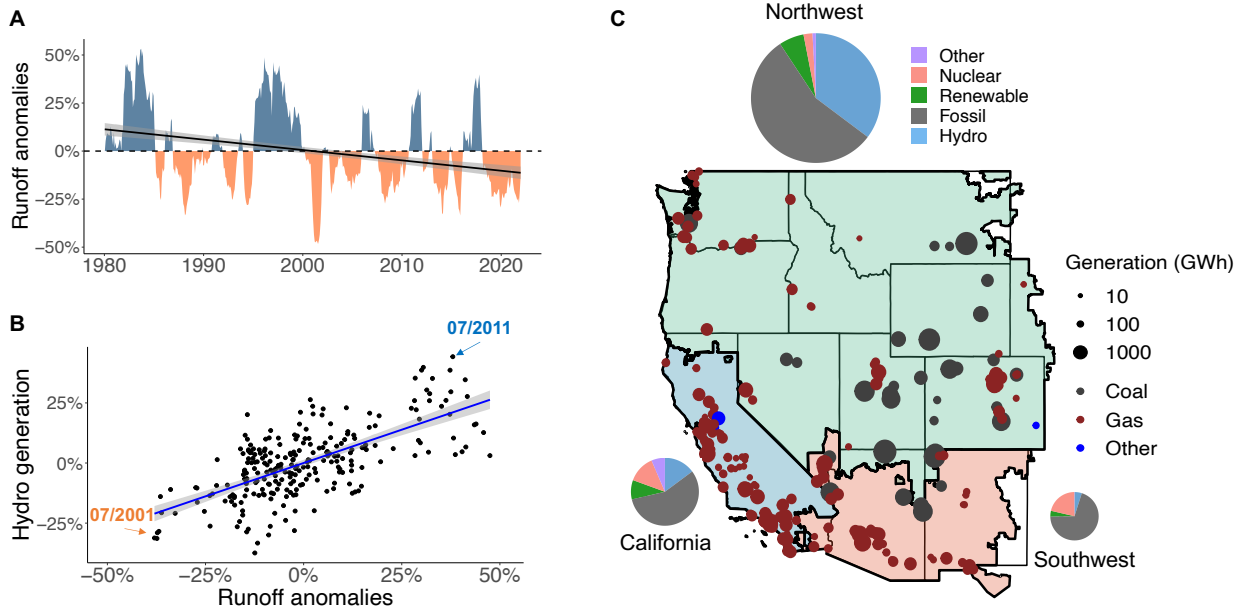 A
Runoff anomalies
50%
25%
0%
−25%
−50%
1980
1990
2000
2010
2020
B
Hydro generation
25%
0%
−25%
07/2011
07/2001
−50%
−25%
0%
25%
50%
Runoff anomalies
C
Northwest
Other
Nuclear
Renewable
Fossil
Hydro
Generation (GWh)
10
100
1000
Coal
Gas
Other
California
Southwest